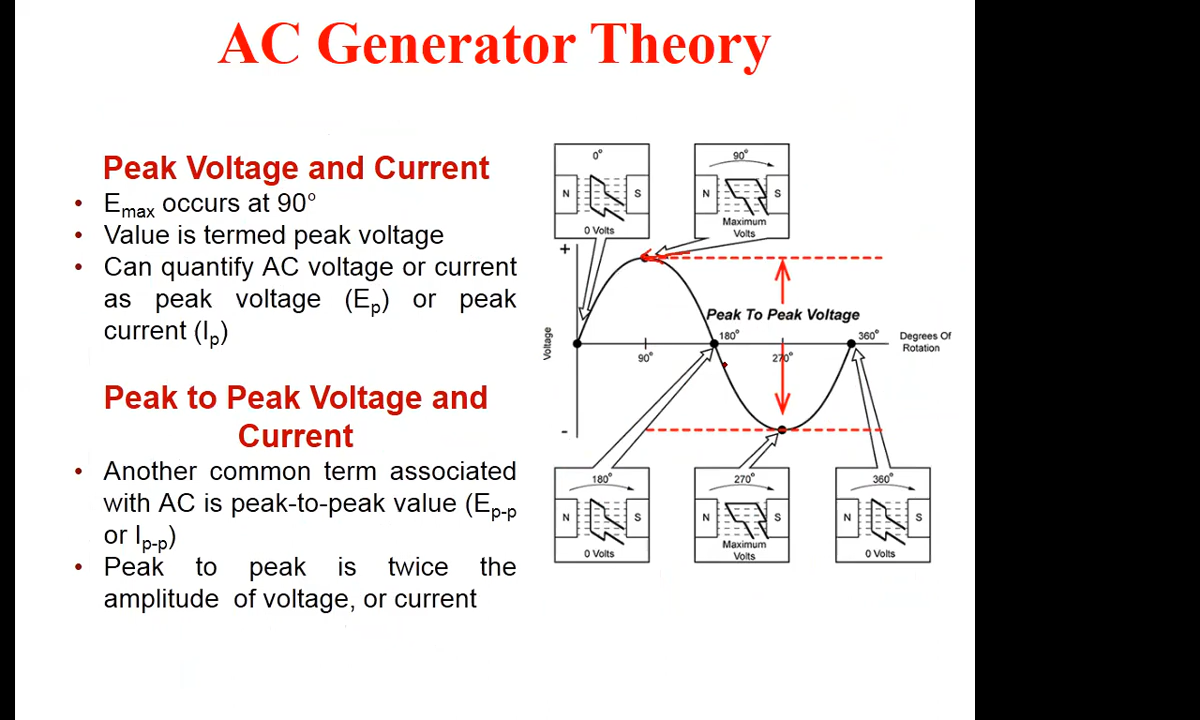 AC Generator Theory
Peak Voltage and Current
• Emax occurs at 90°
• Value is termed peak voltage
• Can quantify AC voltage or current
as peak voltage (Ep) or peak
current (Ip)
Peak to Peak Voltage and
Current
• Another common term associated
with AC is peak-to-peak value (Ep-p
or Ip-p)
• Peak to peak is twice the
amplitude of voltage, or current
0°
N
S
0 Volts
90°
N
S
Maximum
Volts
+
Voltage
-
Peak To Peak Voltage
90°
180°
270°
360°
Degrees Of
Rotation
180°
N
S
0 Volts
270°
N
S
Maximum
Volts
360°
N
S
0 Volts